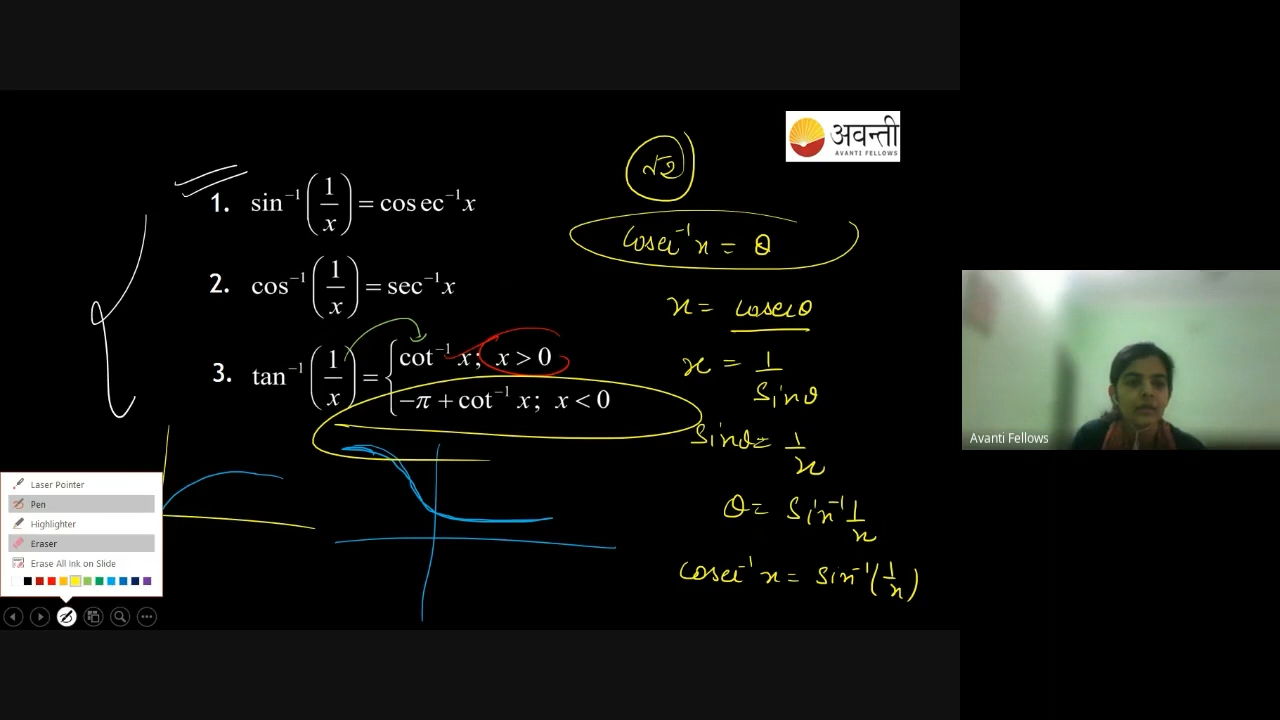 अवन्ती
AVANTI FELLOWS
√2
1. sin⁻¹(1/x) = cosec⁻¹x
2. cos⁻¹(1/x) = sec⁻¹x
3. tan⁻¹(1/x) = { cot⁻¹x; x > 0
−π + cot⁻¹x; x < 0
cosec⁻¹x = θ
x = cosecθ
x = 1/sinθ
sinθ = 1/x
θ = sin⁻¹ 1/x
cosec⁻¹x = sin⁻¹(1/x)
Avanti Fellows
Laser Pointer
Pen
Highlighter
Eraser
Erase All Ink on Slide